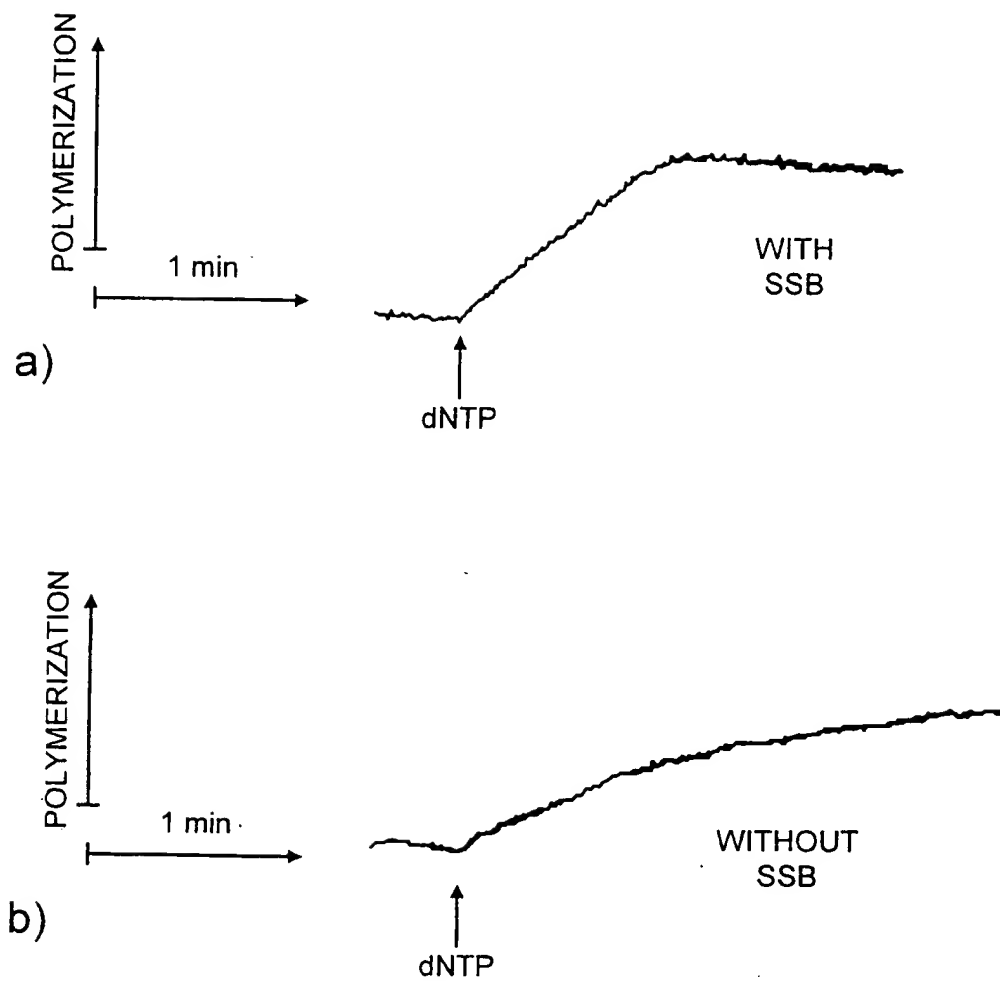 POLYMERIZATION
1 min
WITH
SSB
a)
dNTP
POLYMERIZATION
1 min
WITHOUT
SSB
b)
dNTP